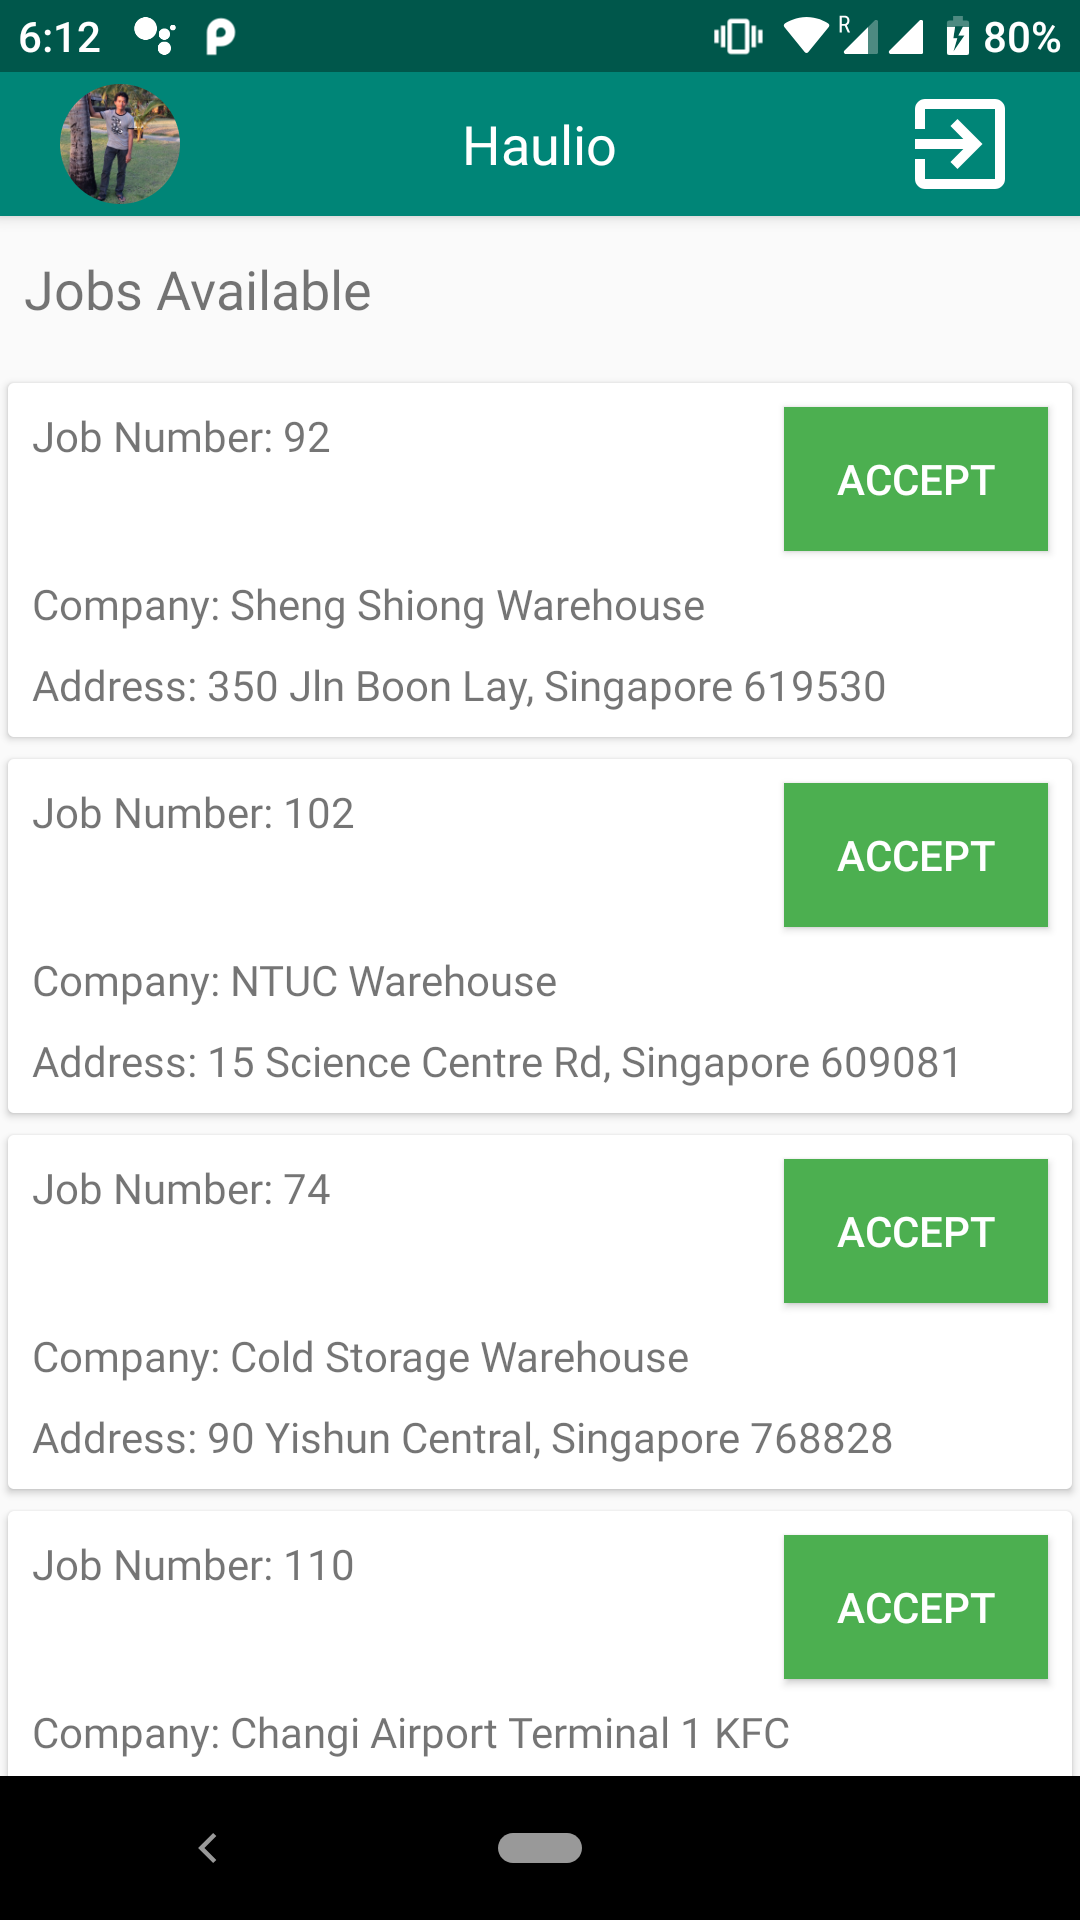 6:12 R 80%
Haulio
Jobs Available
Job Number: 92
ACCEPT
Company: Sheng Shiong Warehouse
Address: 350 Jln Boon Lay, Singapore 619530
Job Number: 102
ACCEPT
Company: NTUC Warehouse
Address: 15 Science Centre Rd, Singapore 609081
Job Number: 74
ACCEPT
Company: Cold Storage Warehouse
Address: 90 Yishun Central, Singapore 768828
Job Number: 110
ACCEPT
Company: Changi Airport Terminal 1 KFC